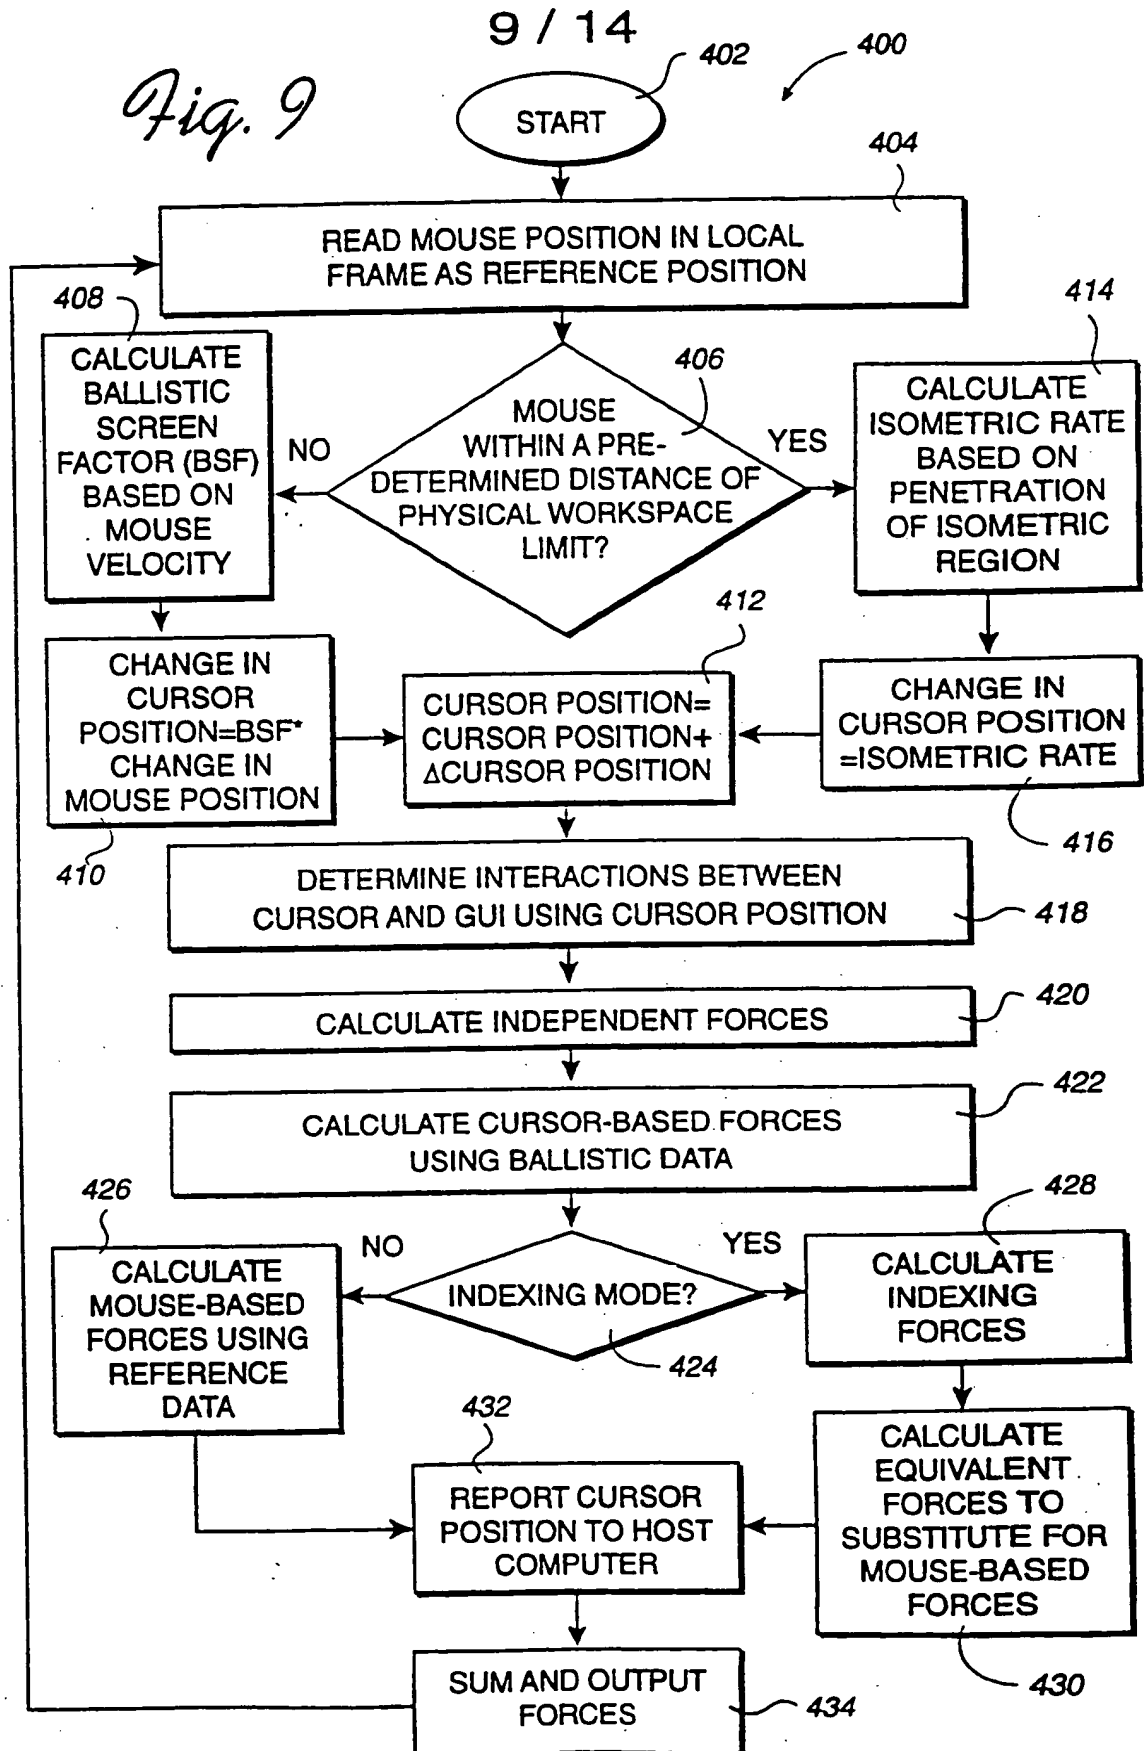 9 / 14
Fig. 9
400
402
START
404
READ MOUSE POSITION IN LOCAL
FRAME AS REFERENCE POSITION
406
MOUSE
WITHIN A PRE-
DETERMINED DISTANCE OF
PHYSICAL WORKSPACE
LIMIT?
NO
YES
408
CALCULATE
BALLISTIC
SCREEN
FACTOR (BSF)
BASED ON
MOUSE
VELOCITY
414
CALCULATE
ISOMETRIC RATE
BASED ON
PENETRATION
OF ISOMETRIC
REGION
CHANGE IN
CURSOR
POSITION=BSF*
CHANGE IN
MOUSE POSITION
410
412
CURSOR POSITION=
CURSOR POSITION+
ΔCURSOR POSITION
CHANGE IN
CURSOR POSITION
=ISOMETRIC RATE
416
DETERMINE INTERACTIONS BETWEEN
CURSOR AND GUI USING CURSOR POSITION
418
CALCULATE INDEPENDENT FORCES
420
CALCULATE CURSOR-BASED FORCES
USING BALLISTIC DATA
422
INDEXING MODE?
424
NO
YES
426
CALCULATE
MOUSE-BASED
FORCES USING
REFERENCE
DATA
428
CALCULATE
INDEXING
FORCES
CALCULATE
EQUIVALENT
FORCES TO
SUBSTITUTE FOR
MOUSE-BASED
FORCES
430
432
REPORT CURSOR
POSITION TO HOST
COMPUTER
SUM AND OUTPUT
FORCES
434